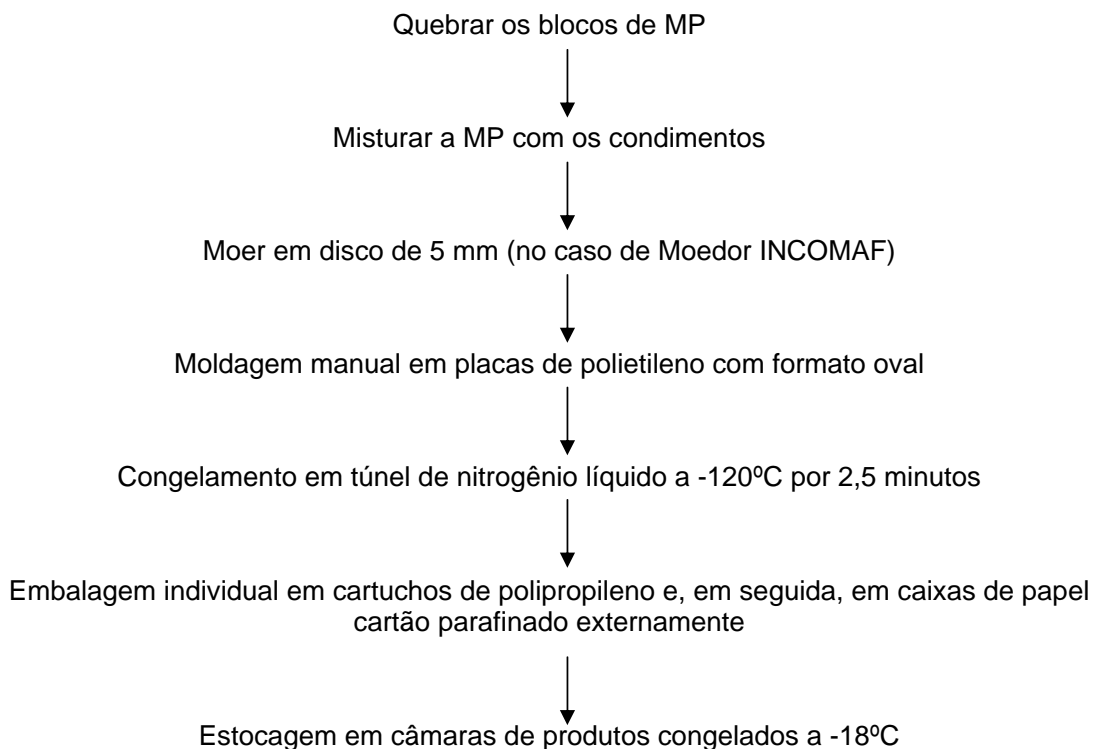 Quebrar os blocos de MP
Misturar a MP com os condimentos
Moer em disco de 5 mm (no caso de Moedor INCOMAF)
Moldagem manual em placas de polietileno com formato oval
Congelamento em túnel de nitrogênio líquido a -120ºC por 2,5 minutos
Embalagem individual em cartuchos de polipropileno e, em seguida, em caixas de papel
cartão parafinado externamente
Estocagem em câmaras de produtos congelados a -18ºC